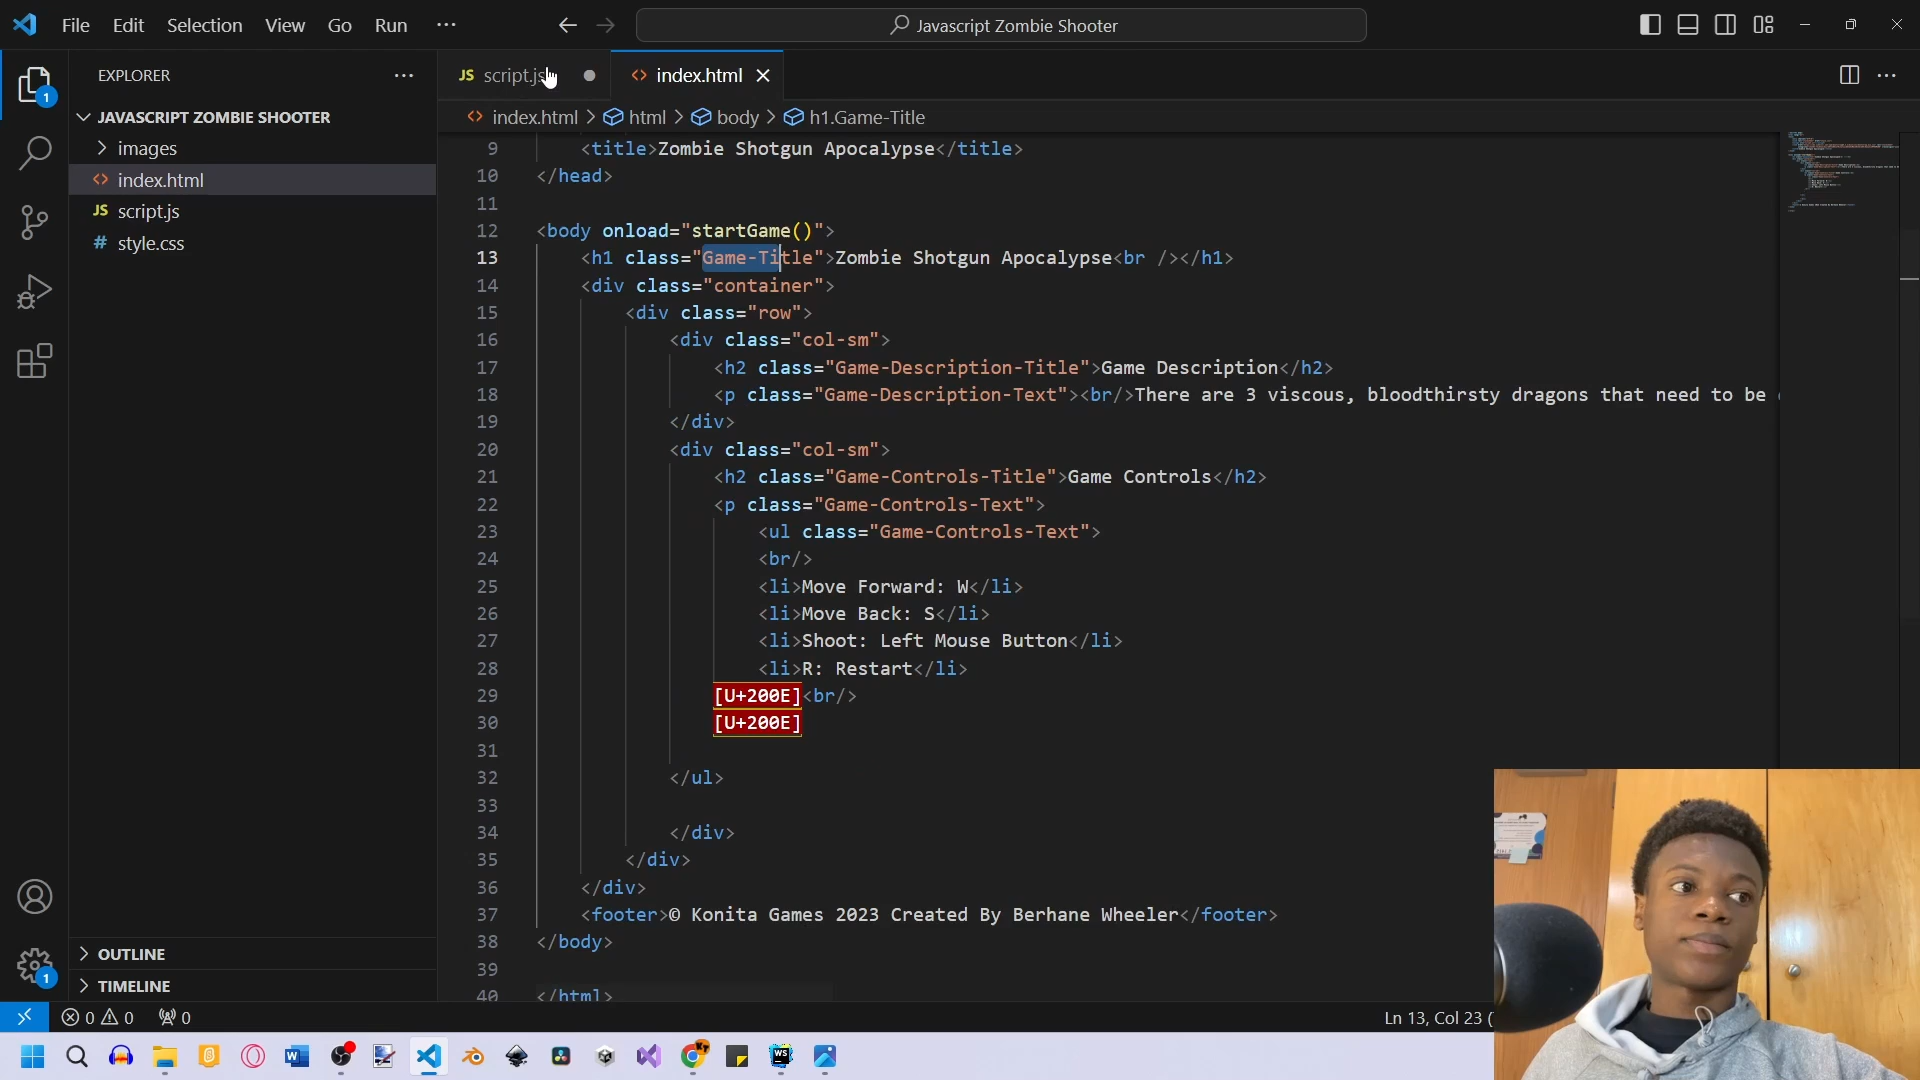 File Edit Selection View Go Run ··· Javascript Zombie Shooter
EXPLORER ···
JAVASCRIPT ZOMBIE SHOOTER
images
index.html
JS script.js
# style.css
OUTLINE
TIMELINE
JS script.js index.html
index.html > html > body > h1.Game-Title
9 <title>Zombie Shotgun Apocalypse</title>
10 </head>
11
12 <body onload="startGame()">
13 <h1 class="Game-Title">Zombie Shotgun Apocalypse<br /></h1>
14 <div class="container">
15 <div class="row">
16 <div class="col-sm">
17 <h2 class="Game-Description-Title">Game Description</h2>
18 <p class="Game-Description-Text"><br/>There are 3 viscous, bloodthirsty dragons that need to be
19 </div>
20 <div class="col-sm">
21 <h2 class="Game-Controls-Title">Game Controls</h2>
22 <p class="Game-Controls-Text">
23 <ul class="Game-Controls-Text">
24 <br/>
25 <li>Move Forward: W</li>
26 <li>Move Back: S</li>
27 <li>Shoot: Left Mouse Button</li>
28 <li>R: Restart</li>
29 [U+200E]<br/>
30 [U+200E]
31
32 </ul>
33
34 </div>
35 </div>
36 </div>
37 <footer>© Konita Games 2023 Created By Berhane Wheeler</footer>
38 </body>
39
40 </html>
1
1
0 0 0 Ln 13, Col 23 (